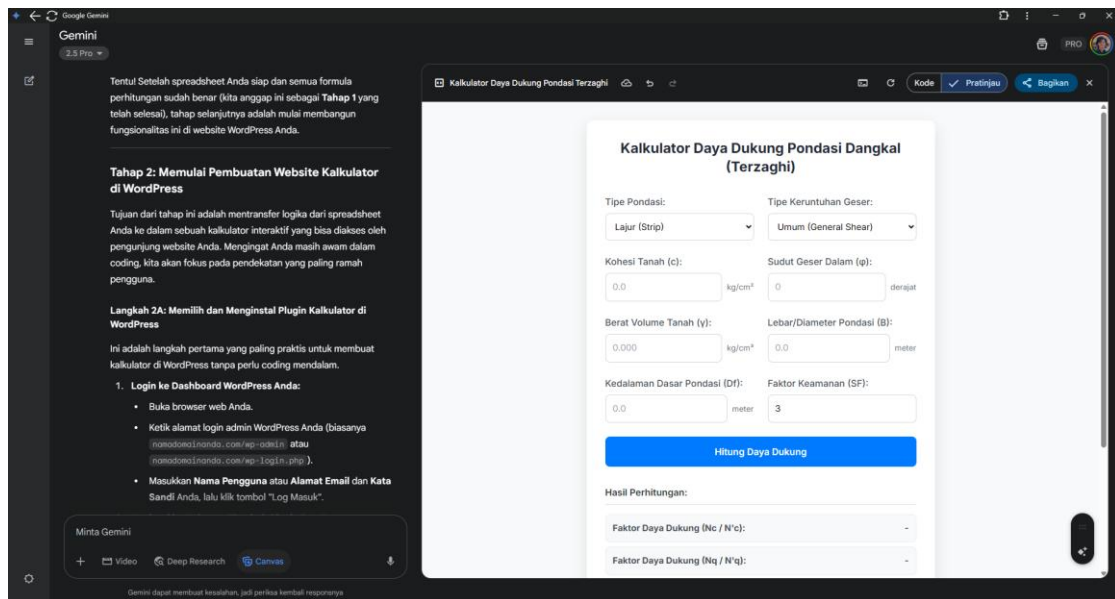 Google Gemini
Gemini
2.5 Pro
PRO
Tentu! Setelah spreadsheet Anda siap dan semua formula
perhitungan sudah benar (kita anggap ini sebagai Tahap 1 yang
telah selesai), tahap selanjutnya adalah mulai membangun
fungsionalitas ini di website WordPress Anda.
Tahap 2: Memulai Pembuatan Website Kalkulator
di WordPress
Tujuan dari tahap ini adalah mentransfer logika dari spreadsheet
Anda ke dalam sebuah kalkulator interaktif yang bisa diakses oleh
pengunjung website Anda. Mengingat Anda masih awam dalam
coding, kita akan fokus pada pendekatan yang paling ramah
pengguna.
Langkah 2A: Memilih dan Menginstal Plugin Kalkulator di
WordPress
Ini adalah langkah pertama yang paling praktis untuk membuat
kalkulator di WordPress tanpa perlu coding mendalam.
1. Login ke Dashboard WordPress Anda:
• Buka browser web Anda.
• Ketik alamat login admin WordPress Anda (biasanya
namadomainanda.com/wp-admin atau
namadomainanda.com/wp-login.php ).
• Masukkan Nama Pengguna atau Alamat Email dan Kata
Sandi Anda, lalu klik tombol "Log Masuk".
Minta Gemini
Video Deep Research Canvas
Gemini dapat membuat kesalahan, jadi periksa kembali responsnya
Kalkulator Daya Dukung Pondasi Terzaghi
Kode Pratinjau Bagikan
Kalkulator Daya Dukung Pondasi Dangkal
(Terzaghi)
Tipe Pondasi: Tipe Keruntuhan Geser:
Lajur (Strip) Umum (General Shear)
Kohesi Tanah (c): Sudut Geser Dalam (φ):
0.0 kg/cm² 0 derajat
Berat Volume Tanah (γ): Lebar/Diameter Pondasi (B):
0.000 kg/cm³ 0.0 meter
Kedalaman Dasar Pondasi (Df): Faktor Keamanan (SF):
0.0 meter 3
Hitung Daya Dukung
Hasil Perhitungan:
Faktor Daya Dukung (Nc / N'c): -
Faktor Daya Dukung (Nq / N'q): -